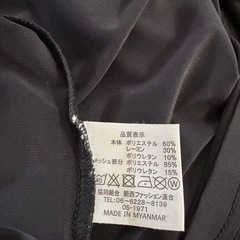 品質表示
本体 ポリエステル 60%
レーヨン 30%
ポリウレタン 10%
メッシュ部分 ポリエステル 85%
ポリウレタン 15%
協同組合 関西ファッション連合
TEL:06-6228-8139
OS-1971
MADE IN MYANMAR